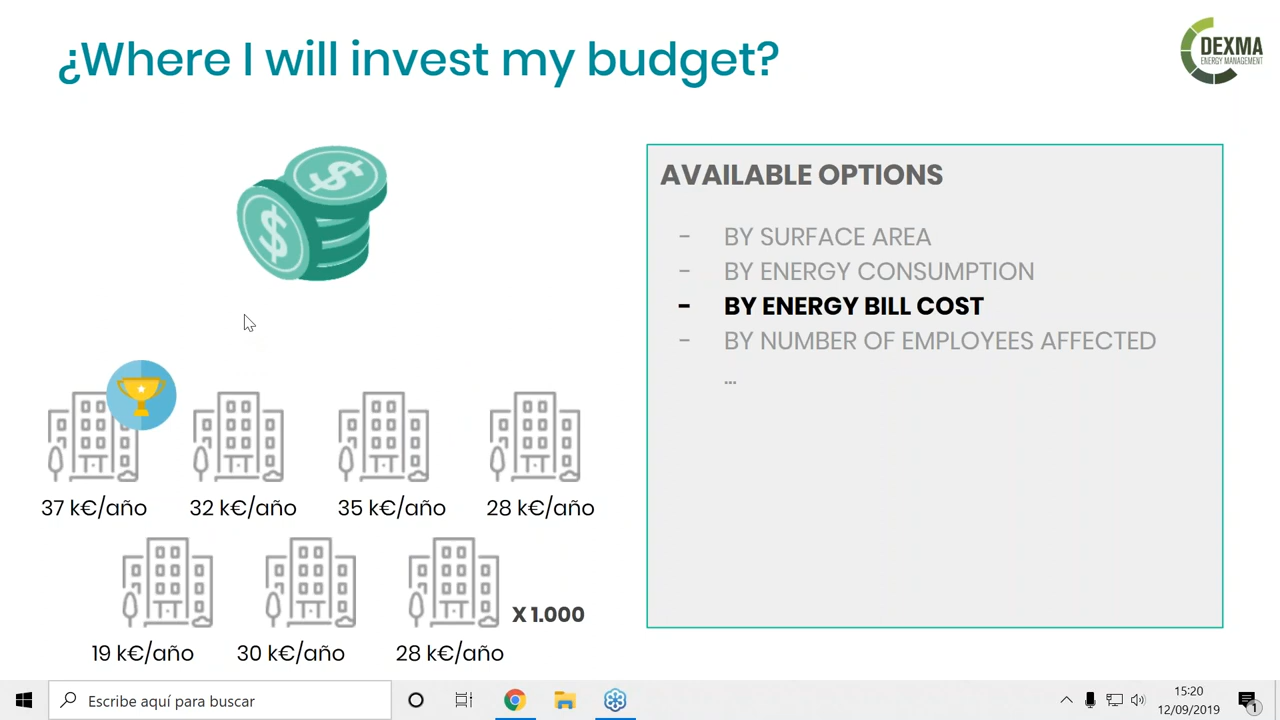 ¿Where I will invest my budget?
DEXMA
ENERGY MANAGEMENT
AVAILABLE OPTIONS
- BY SURFACE AREA
- BY ENERGY CONSUMPTION
- BY ENERGY BILL COST
- BY NUMBER OF EMPLOYEES AFFECTED
...
37 k€/año 32 k€/año 35 k€/año 28 k€/año
X 1.000
19 k€/año 30 k€/año 28 k€/año
Escribe aquí para buscar
15:20
12/09/2019
1